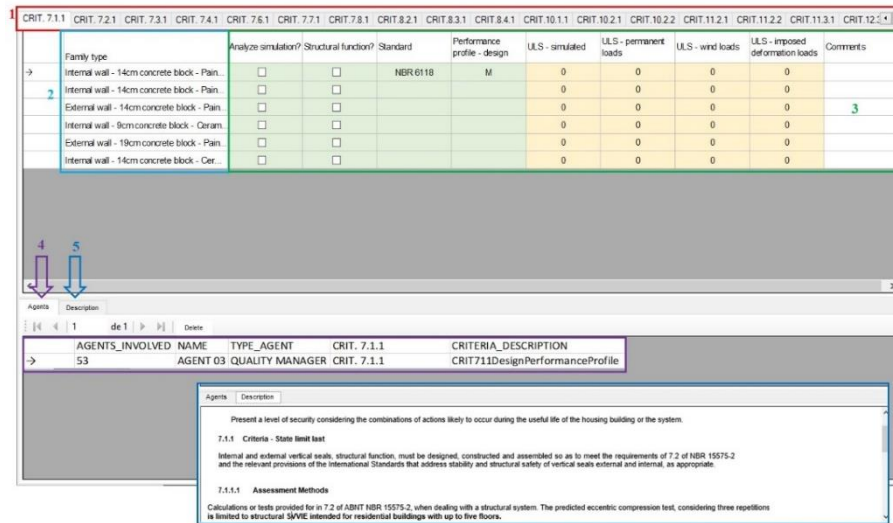 1 CRIT. 7.1.1 CRIT. 7.2.1 CRIT. 7.3.1 CRIT. 7.4.1 CRIT. 7.6.1 CRIT. 7.7.1 CRIT.7.8.1 CRIT.8.2.1 CRIT.8.3.1 CRIT.8.4.1 CRIT.10.1.1 CRIT.10.2.1 CRIT.10.2.2 CRIT.11.2.1 CRIT.11.2.2 CRIT.11.3.1 CRIT.12.
Family type Analyze simulation? Structural function? Standard Performance profile - design ULS - simulated ULS - permanent loads ULS - wind loads ULS - imposed deformation loads Comments
Internal wall - 14cm concrete block - Pain... NBR 6118 M 0 0 0 0
Internal wall - 14cm concrete block - Pain... 0 0 0 0
2
External wall - 14cm concrete block - Pain... 0 0 0 0
3
Internal wall - 9cm concrete block - Ceram... 0 0 0 0
External wall - 19cm concrete block - Pain... 0 0 0 0
Internal wall - 14cm concrete block - Cer... 0 0 0 0
4 5
Agents Description
1 de 1 Delete
AGENTS_INVOLVED NAME TYPE_AGENT CRIT. 7.1.1 CRITERIA_DESCRIPTION
53 AGENT 03 QUALITY MANAGER CRIT. 7.1.1 CRIT711DesignPerformanceProfile
Agents Description
Present a level of security considering the combinations of actions likely to occur during the useful life of the housing building or the system.
7.1.1 Criteria - State limit last
Internal and external vertical seals, structural function, must be designed, constructed and assembled so as to meet the requirements of 7.2 of NBR 15575-2
and the relevant provisions of the International Standards that address stability and structural safety of vertical seals external and internal, as appropriate.
7.1.1.1 Assessment Methods
Calculations or tests provided for in 7.2 of ABNT NBR 15575-2, when dealing with a structural system. The predicted eccentric compression test, considering three repetitions
is limited to structural SVVIE intended for residential buildings with up to five floors.